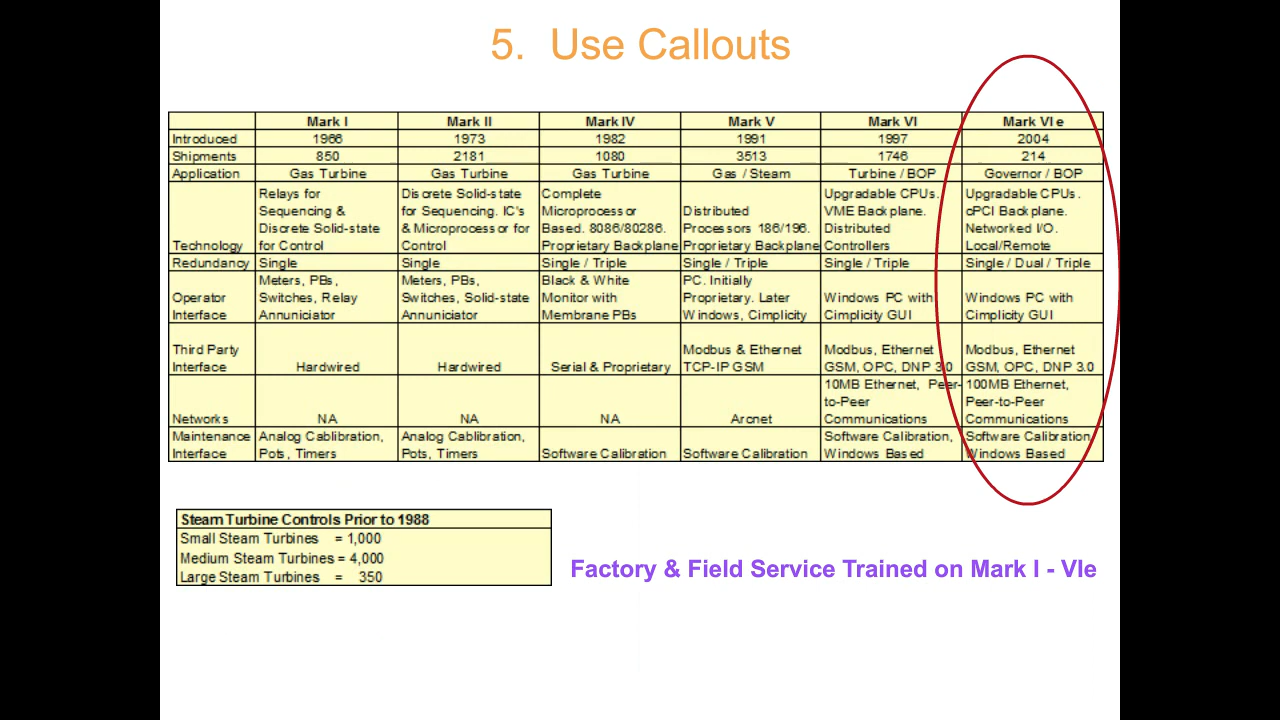 5. Use Callouts
Mark I Mark II Mark IV Mark V Mark VI Mark VI e
Introduced 1966 1973 1982 1991 1997 2004
Shipments 850 2181 1080 3513 1746 214
Application Gas Turbine Gas Turbine Gas Turbine Gas / Steam Turbine / BOP Governor / BOP
Relays for Discrete Solid-state Complete Upgradable CPUs. Upgradable CPUs.
Sequencing & for Sequencing. IC's Microprocessor Distributed VME Backplane. cPCI Backplane.
Discrete Solid-state & Microprocessor for Based. 8086/80286. Processors 186/196. Distributed Networked I/O.
Technology for Control Control Proprietary Backplane Proprietary Backplane Controllers Local/Remote
Redundancy Single Single Single / Triple Single / Triple Single / Triple Single / Dual / Triple
Meters, PBs, Meters, PBs, Black & White PC. Initially
Operator Switches, Relay Switches, Solid-state Monitor with Proprietary. Later Windows PC with Windows PC with
Interface Annuniciator Annuniciator Membrane PBs Windows, Cimplicity Cimplicity GUI Cimplicity GUI
Third Party Modbus & Ethernet Modbus, Ethernet Modbus, Ethernet
Interface Hardwired Hardwired Serial & Proprietary TCP-IP GSM GSM, OPC, DNP 3.0 GSM, OPC, DNP 3.0
10MB Ethernet, Peer- 100MB Ethernet,
to-Peer Peer-to-Peer
Networks NA NA NA Arcnet Communications Communications
Maintenance Analog Cablibration, Analog Cablibration, Software Calibration, Software Calibration,
Interface Pots, Timers Pots, Timers Software Calibration Software Calibration Windows Based Windows Based
Steam Turbine Controls Prior to 1988
Small Steam Turbines = 1,000
Medium Steam Turbines = 4,000
Large Steam Turbines = 350
Factory & Field Service Trained on Mark I - VIe